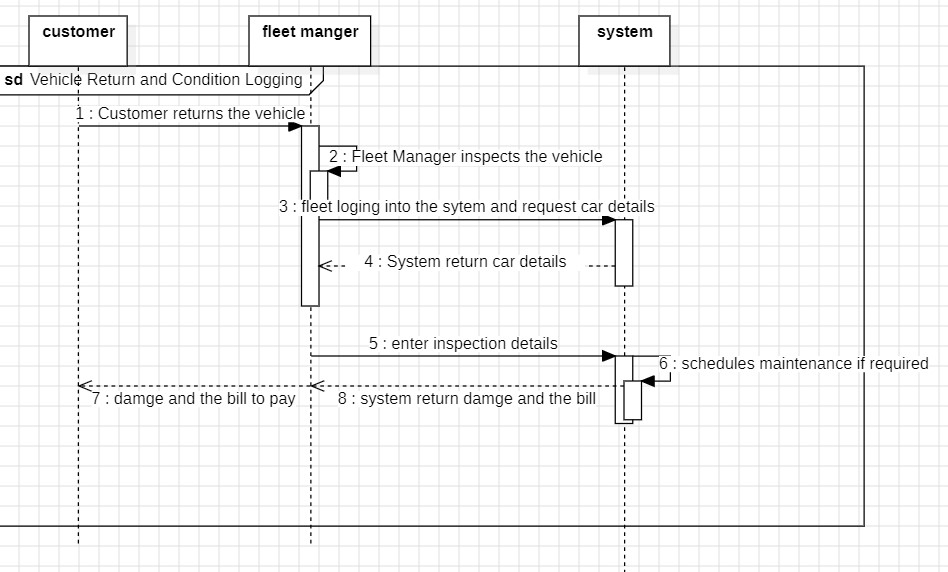 customer
fleet manger
system
sd Vehicle Return and Condition Logging
1 : Customer returns the vehicle
2 : Fleet Manager inspects the vehicle
3 : fleet loging into the sytem and request car details
4 : System return car details
5 : enter inspection details
6 : schedules maintenance if required
7 : damge and the bill to pay
8 : system return damge and the bill